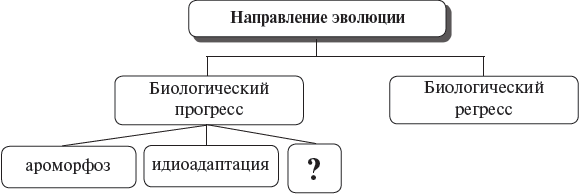 Направление эволюции
Биологический
прогресс
Биологический
регресс
ароморфоз
идиоадаптация
?